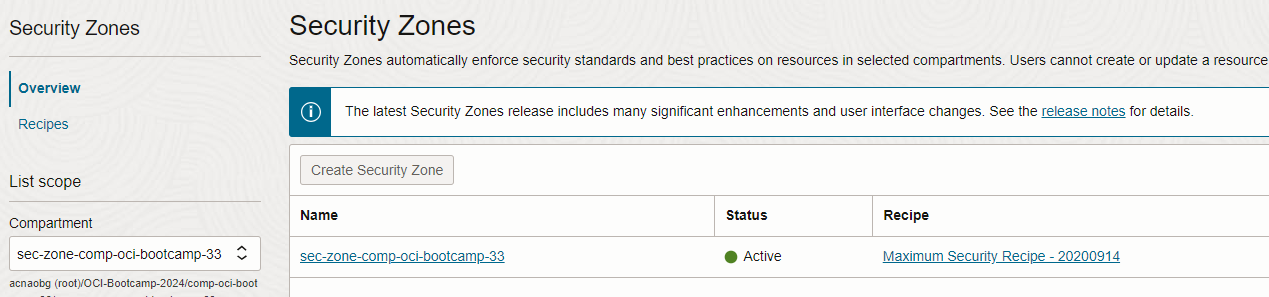 Security Zones
Overview
Recipes
List scope
Compartment
sec-zone-comp-oci-bootcamp-33
acnaobg (root)/OCI-Bootcamp-2024/comp-oci-boot
Security Zones
Security Zones automatically enforce security standards and best practices on resources in selected compartments. Users cannot create or update a resource
The latest Security Zones release includes many significant enhancements and user interface changes. See the release notes for details.
Create Security Zone
Name Status Recipe
sec-zone-comp-oci-bootcamp-33 Active Maximum Security Recipe - 20200914